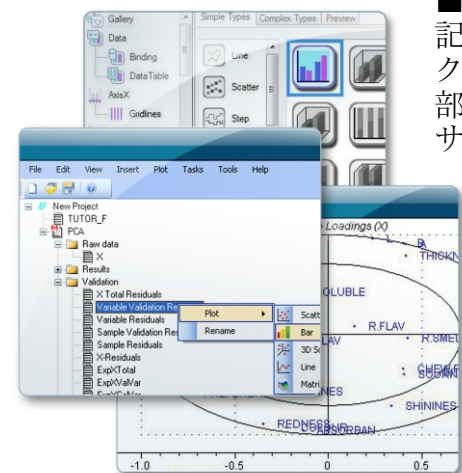 記
ク
部
サ
Gallery
Data
Binding
DataTable
AxisX
Gridlines
Simple Types
Complex Types
Preview
Line
Scatter
Step
File Edit View Insert Plot Tasks Tools Help
New Project
TUTOR_F
PCA
Raw data
X
Results
Validation
X Total Residuals
Variable Validation Re
Variable Residuals
Sample Validation Res
Sample Residuals
X-Residuals
ExpXTotal
ExpXValVar
Plot
Rename
Scatt
Bar
3D Sc
Line
Matri
Loadings (X)
THICKN
R.FLAV
R.SMEL
SHININES
-1.0 -0.5 0 0.5